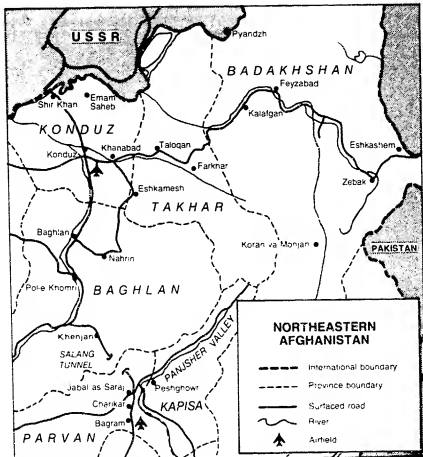 USSR
Pyandzh
BADAKHSHAN
Feyzabad
Shir Khan
Emam
Saheb
Kalafgan
KONDUZ
Konduz
Khanabad
Taloqan
Farkhar
Eshkashem
Zebak
Eshkamesh
TAKHAR
Baghlan
Nahrin
Koran va Monjan
PAKISTAN
Pol-e Khomri
BAGHLAN
Khenjan
SALANG
TUNNEL
PANJSHER VALLEY
Jabal as Saraj
Peshghowr
Charikar
KAPISA
Bagram
PARVAN
NORTHEASTERN
AFGHANISTAN
International boundary
Province boundary
Surfaced road
River
Airfield